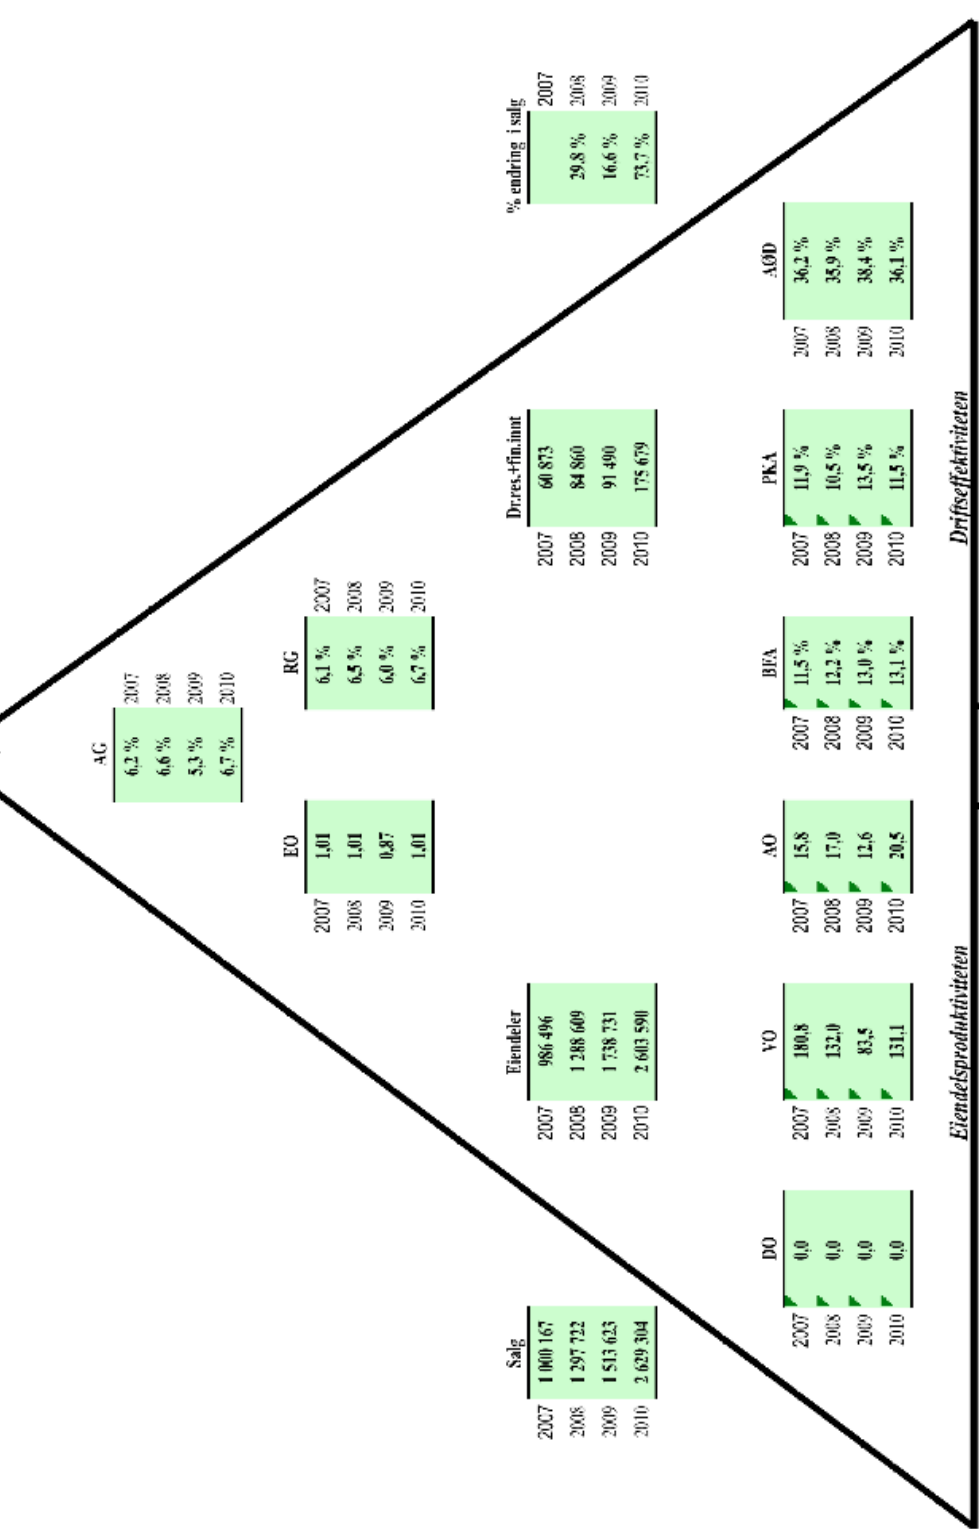 AG
6,2 % 2007
6,6 % 2008
5,3 % 2009
6,7 % 2010
EO
2007 1,01
2008 1,01
2009 0,87
2010 1,01
RG
6,1 % 2007
6,5 % 2008
6,0 % 2009
6,7 % 2010
Salg
2007 1 000 167
2008 1 297 722
2009 1 513 623
2010 2 629 304
Eiendeler
2007 986 496
2008 1 288 609
2009 1 738 731
2010 2 603 590
Dr.res.+fin.innt
2007 60 873
2008 84 860
2009 91 490
2010 175 679
% endring i salg
2007
29,8 % 2008
16,6 % 2009
73,7 % 2010
DO
2007 0,0
2008 0,0
2009 0,0
2010 0,0
VO
2007 180,8
2008 132,0
2009 83,5
2010 131,1
AO
2007 15,8
2008 17,0
2009 12,6
2010 20,5
BFA
2007 11,5 %
2008 12,2 %
2009 13,0 %
2010 13,1 %
PKA
2007 11,9 %
2008 10,5 %
2009 13,5 %
2010 11,5 %
AØD
2007 36,2 %
2008 35,9 %
2009 38,4 %
2010 36,1 %
Eiendelsproduktiviteten
Driftseffektiviteten